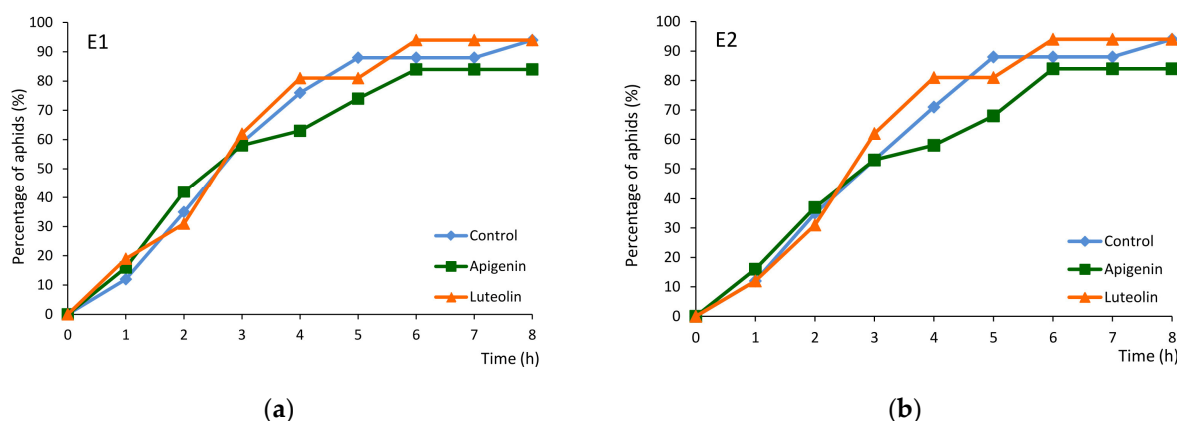 E1
Percentage of aphids (%)
100
90
80
70
60
50
40
30
20
10
0
0 1 2 3 4 5 6 7 8
Time (h)
Control
Apigenin
Luteolin
(a)
E2
Percentage of aphids (%)
100
90
80
70
60
50
40
30
20
10
0
0 1 2 3 4 5 6 7 8
Time (h)
Control
Apigenin
Luteolin
(b)